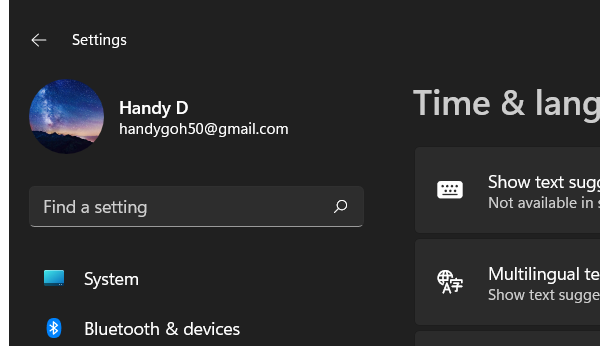 Settings
Handy D
handygoh50@gmail.com
Find a setting
System
Bluetooth & devices
Time & lang
Show text sugg
Not available in s
Multilingual te
Show text sugge